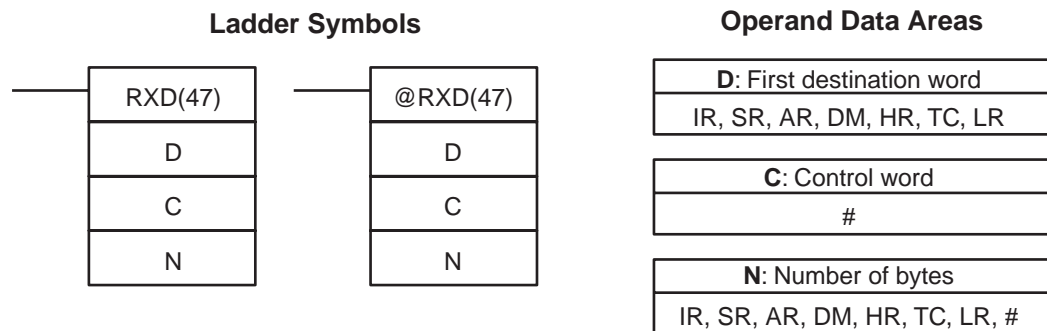 Ladder Symbols
RXD(47)
D
C
N
@RXD(47)
D
C
N
Operand Data Areas
D: First destination word
IR, SR, AR, DM, HR, TC, LR
C: Control word
#
N: Number of bytes
IR, SR, AR, DM, HR, TC, LR, #